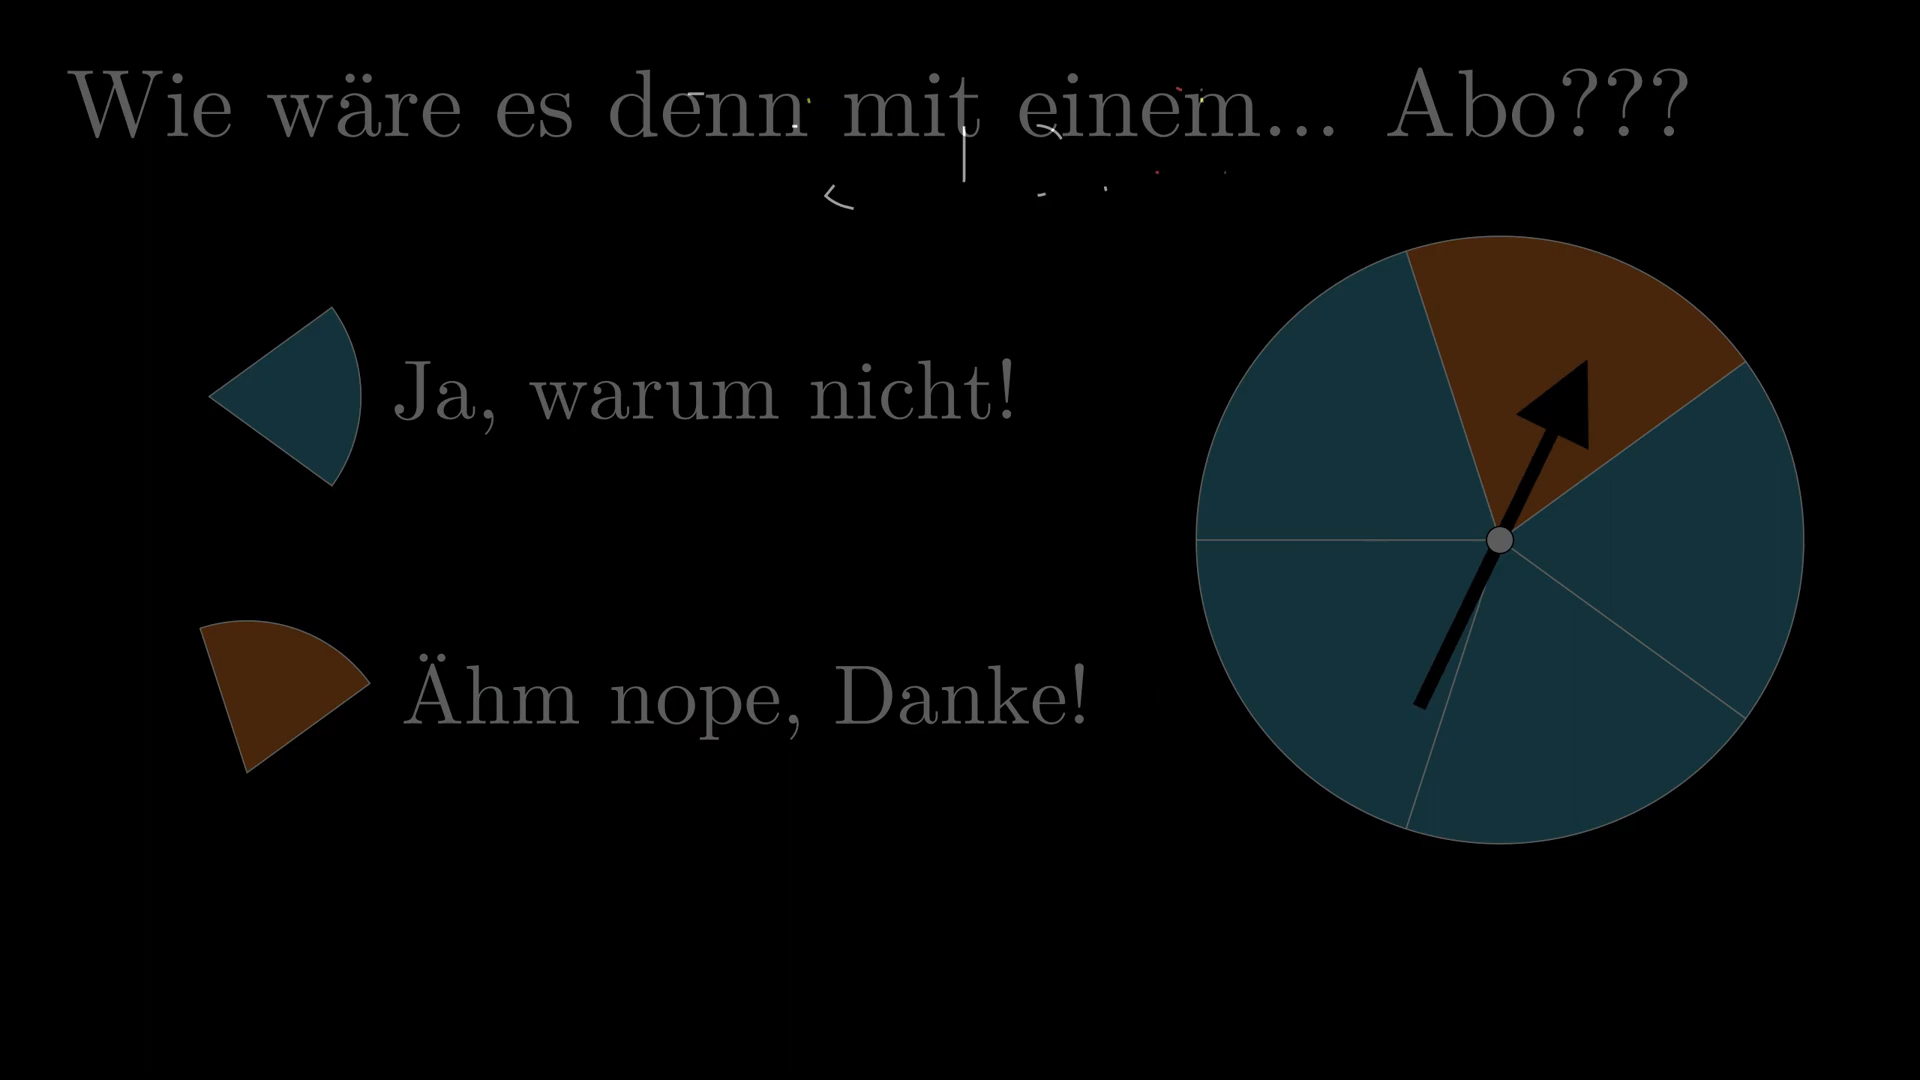 Wie wäre es denn mit einem... Abo???
Ja, warum nicht!
Ähm nope, Danke!